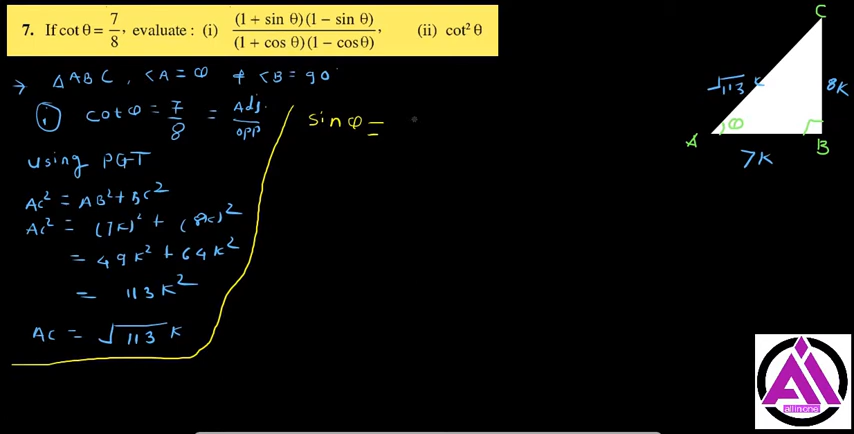 7. If cot θ = 7/8, evaluate : (i) (1 + sin θ)(1 − sin θ)/(1 + cos θ)(1 − cos θ), (ii) cot² θ
→ △ABC, <A = φ & <B = 90°
(i) cot φ = 7/8 = Adj./opp
using PGT
AC² = AB² + BC²
AC² = (7K)² + (8K)²
= 49K² + 64K²
= 113K²
AC = √113 K
sin φ =
C
√113 K
8K
φ
A
B
7K
allinone